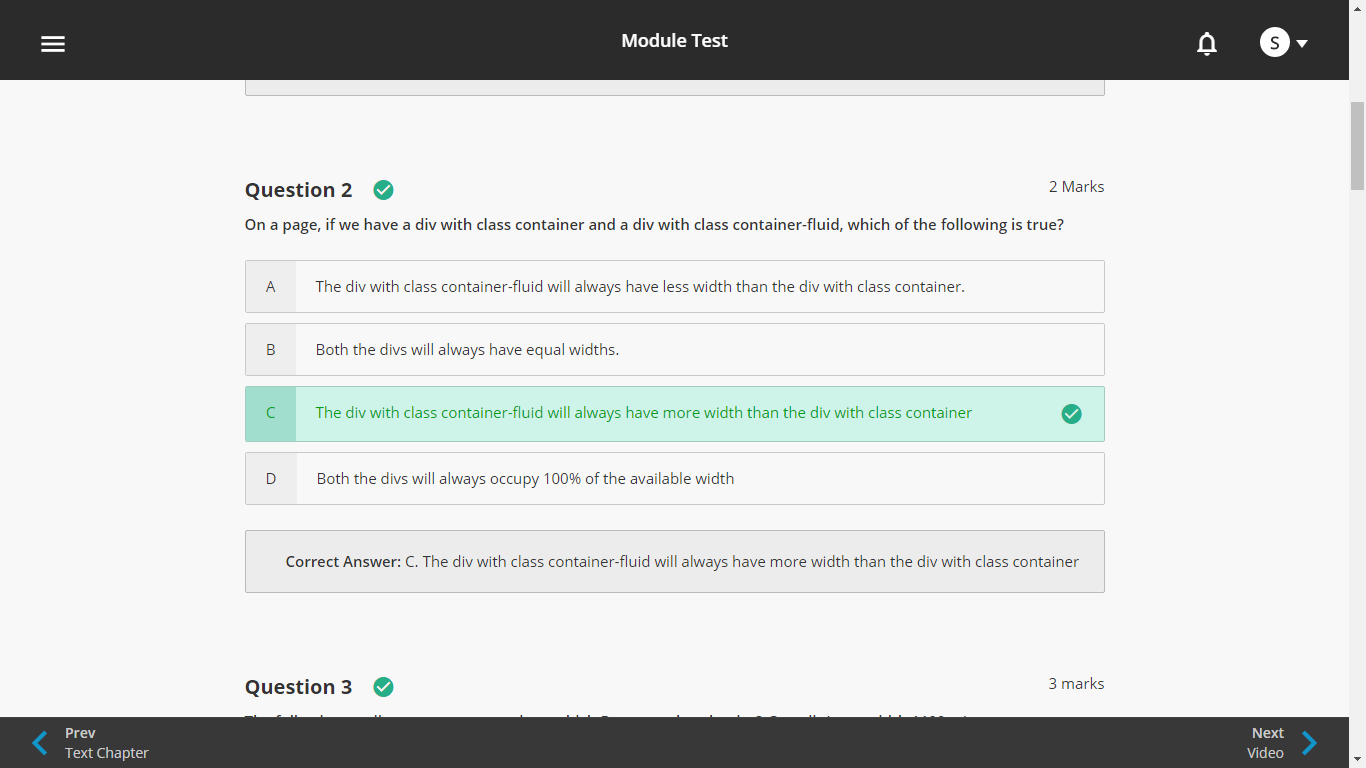 Module Test
S
Question 2
2 Marks
On a page, if we have a div with class container and a div with class container-fluid, which of the following is true?
A The div with class container-fluid will always have less width than the div with class container.
B Both the divs will always have equal widths.
C The div with class container-fluid will always have more width than the div with class container
D Both the divs will always occupy 100% of the available width
Correct Answer: C. The div with class container-fluid will always have more width than the div with class container
Question 3
3 marks
Prev
Text Chapter
Next
Video